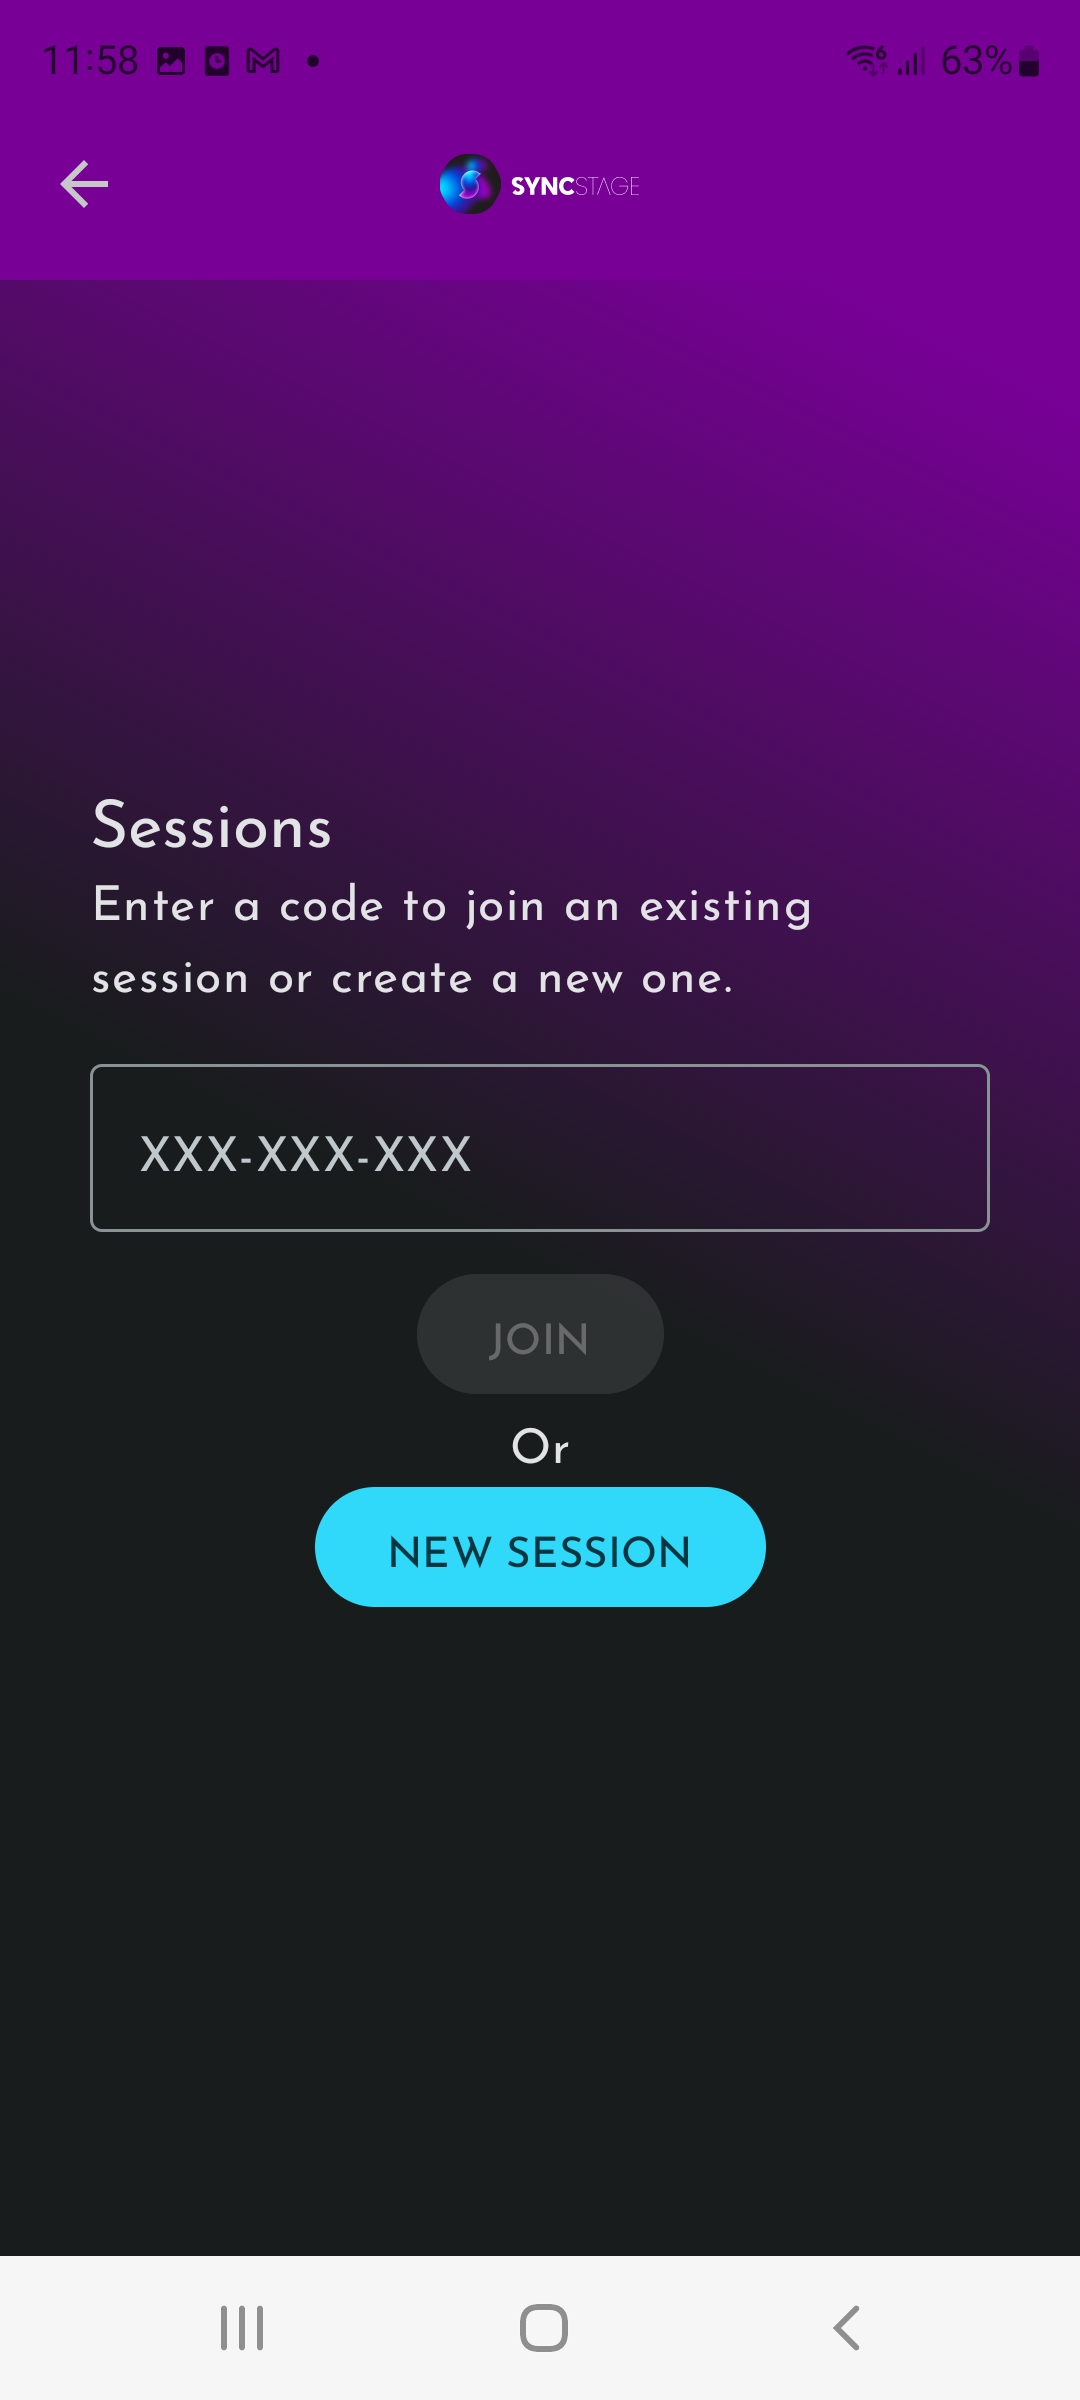 11:58
63%
SYNCSTAGE
Sessions
Enter a code to join an existing
session or create a new one.
XXX-XXX-XXX
JOIN
Or
NEW SESSION